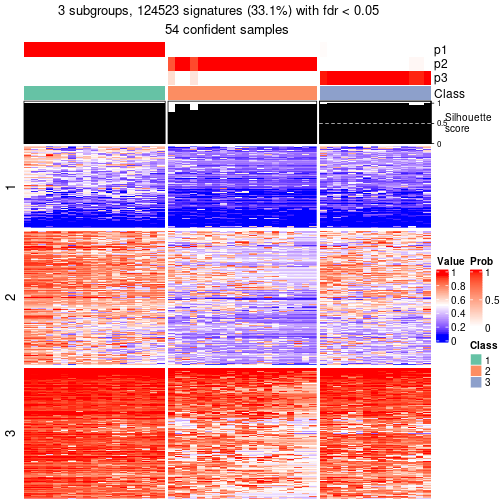 3 subgroups, 124523 signatures (33.1%) with fdr < 0.05
54 confident samples
p1
p2
p3
Class
1
0.5
0
Silhouette
score
1
2
3
Value
1
0.8
0.6
0.4
0.2
0
Prob
1
0.5
0
Class
1
2
3